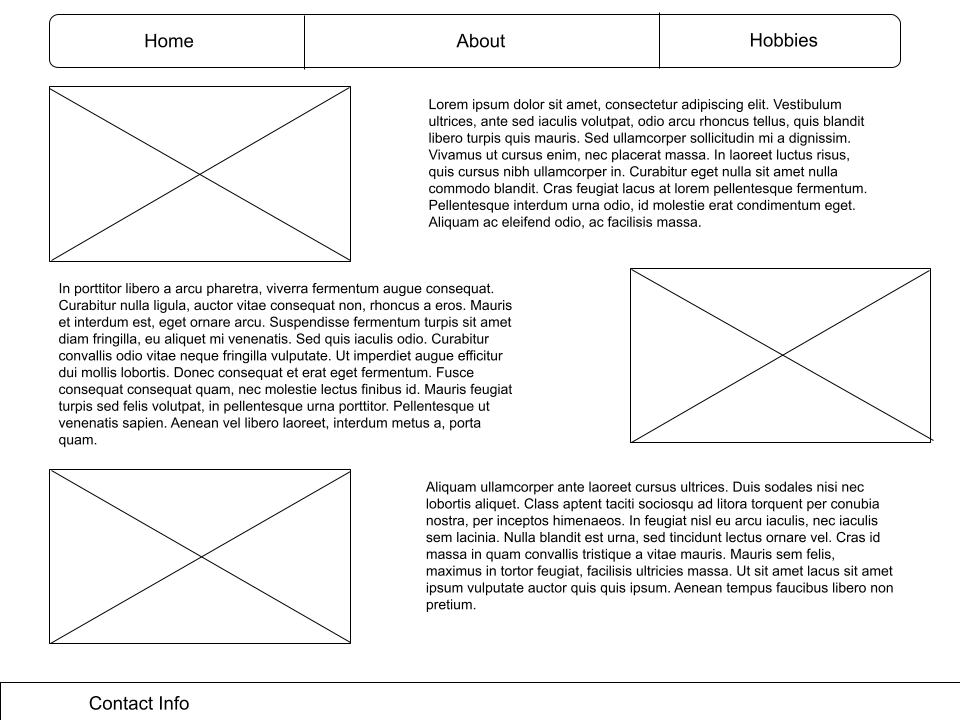 Home
About
Hobbies
Lorem ipsum dolor sit amet, consectetur adipiscing elit. Vestibulum
ultrices, ante sed iaculis volutpat, odio arcu rhoncus tellus, quis blandit
libero turpis quis mauris. Sed ullamcorper sollicitudin mi a dignissim.
Vivamus ut cursus enim, nec placerat massa. In laoreet luctus risus,
quis cursus nibh ullamcorper in. Curabitur eget nulla sit amet nulla
commodo blandit. Cras feugiat lacus at lorem pellentesque fermentum.
Pellentesque interdum urna odio, id molestie erat condimentum eget.
Aliquam ac eleifend odio, ac facilisis massa.
In porttitor libero a arcu pharetra, viverra fermentum augue consequat.
Curabitur nulla ligula, auctor vitae consequat non, rhoncus a eros. Mauris
et interdum est, eget ornare arcu. Suspendisse fermentum turpis sit amet
diam fringilla, eu aliquet mi venenatis. Sed quis iaculis odio. Curabitur
convallis odio vitae neque fringilla vulputate. Ut imperdiet augue efficitur
dui mollis lobortis. Donec consequat et erat eget fermentum. Fusce
consequat consequat quam, nec molestie lectus finibus id. Mauris feugiat
turpis sed felis volutpat, in pellentesque urna porttitor. Pellentesque ut
venenatis sapien. Aenean vel libero laoreet, interdum metus a, porta
quam.
Aliquam ullamcorper ante laoreet cursus ultrices. Duis sodales nisi nec
lobortis aliquet. Class aptent taciti sociosqu ad litora torquent per conubia
nostra, per inceptos himenaeos. In feugiat nisl eu arcu iaculis, nec iaculis
sem lacinia. Nulla blandit est urna, sed tincidunt lectus ornare vel. Cras id
massa in quam convallis tristique a vitae mauris. Mauris sem felis,
maximus in tortor feugiat, facilisis ultricies massa. Ut sit amet lacus sit amet
ipsum vulputate auctor quis quis ipsum. Aenean tempus faucibus libero non
pretium.
Contact Info